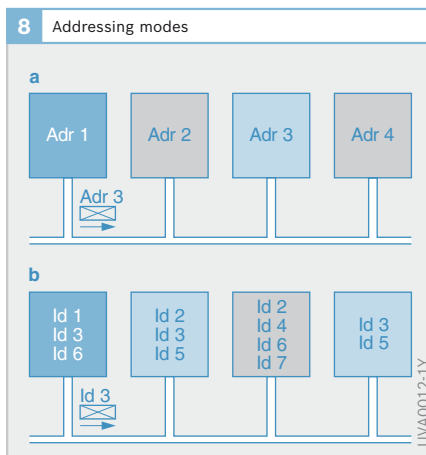 8 Addressing modes
a
Adr 1 Adr 2 Adr 3 Adr 4
Adr 3
b
Id 1
Id 3
Id 6
Id 2
Id 3
Id 5
Id 2
Id 4
Id 6
Id 7
Id 3
Id 5
Id 3
UVA0012-1Y